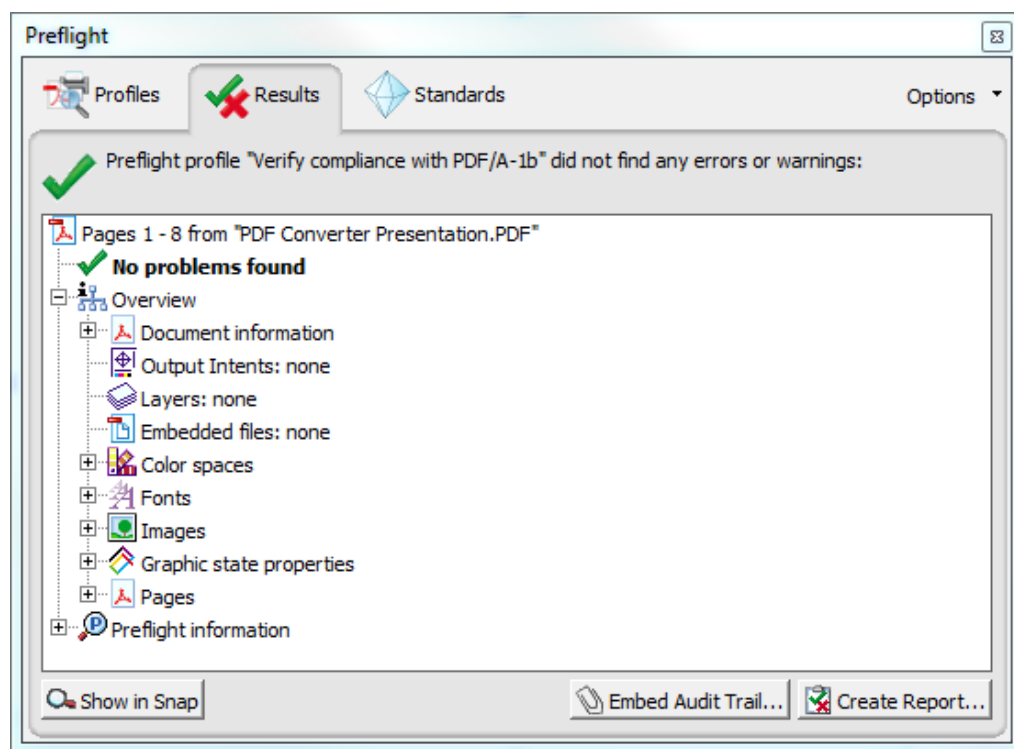 Preflight
Profiles
Results
Standards
Options
Preflight profile "Verify compliance with PDF/A-1b" did not find any errors or warnings:
Pages 1 - 8 from "PDF Converter Presentation.PDF"
No problems found
Overview
Document information
Output Intents: none
Layers: none
Embedded files: none
Color spaces
Fonts
Images
Graphic state properties
Pages
Preflight information
Show in Snap
Embed Audit Trail...
Create Report...